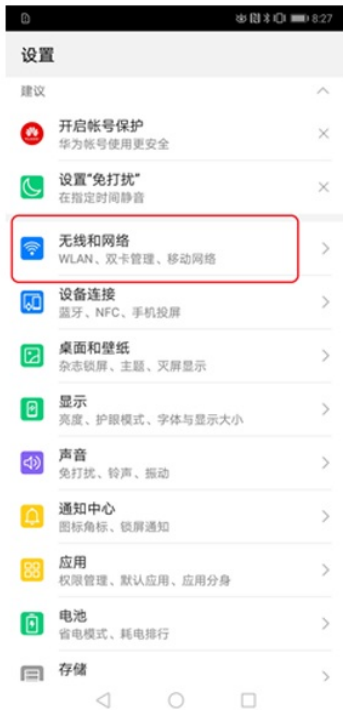 8:27
设置
建议
开启帐号保护
华为帐号使用更安全
设置“免打扰”
在指定时间静音
无线和网络
WLAN、双卡管理、移动网络
设备连接
蓝牙、NFC、手机投屏
桌面和壁纸
杂志锁屏、主题、灭屏显示
显示
亮度、护眼模式、字体与显示大小
声音
免打扰、铃声、振动
通知中心
图标角标、锁屏通知
应用
权限管理、默认应用、应用分身
电池
省电模式、耗电排行
存储